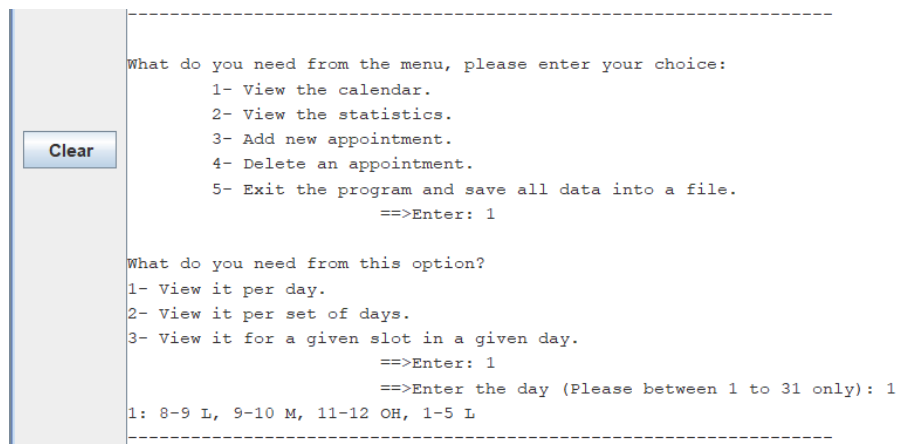 --------------------------------------------------------------------
What do you need from the menu, please enter your choice:
1- View the calendar.
2- View the statistics.
3- Add new appointment.
Clear
4- Delete an appointment.
5- Exit the program and save all data into a file.
==>Enter: 1
What do you need from this option?
1- View it per day.
2- View it per set of days.
3- View it for a given slot in a given day.
==>Enter: 1
==>Enter the day (Please between 1 to 31 only): 1
1: 8-9 L, 9-10 M, 11-12 OH, 1-5 L
--------------------------------------------------------------------